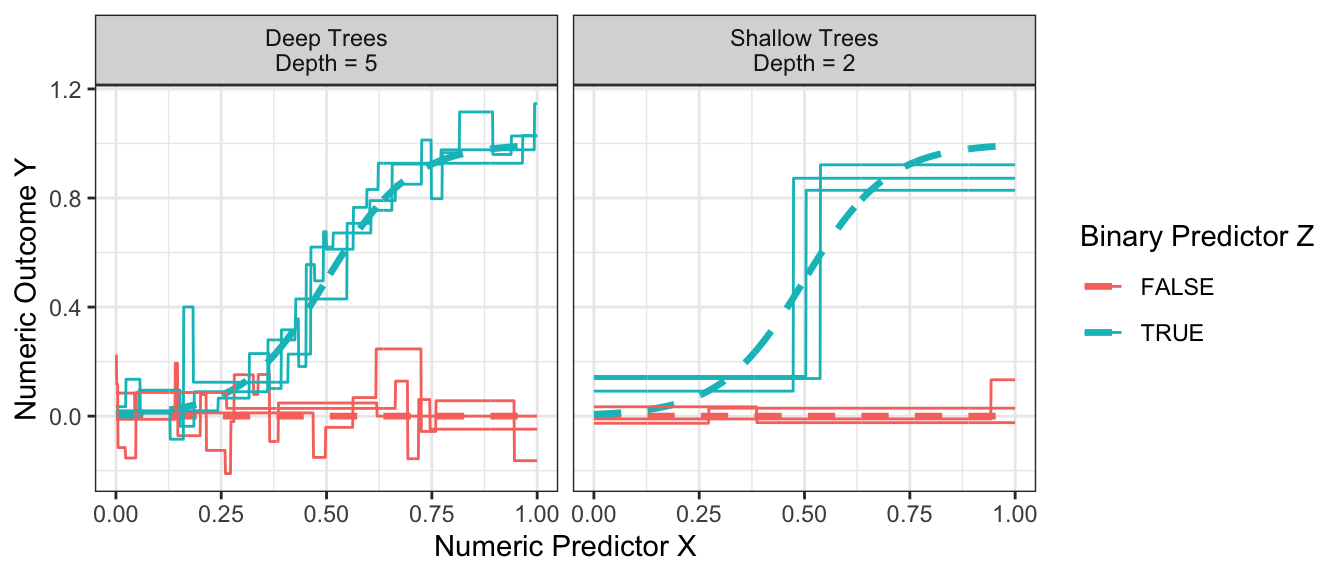 Deep Trees
Depth = 5
Shallow Trees
Depth = 2
Numeric Outcome Y
1.2
0.8
0.4
0.0
0.00 0.25 0.50 0.75 1.00
0.00 0.25 0.50 0.75 1.00
Numeric Predictor X
Binary Predictor Z
FALSE
TRUE